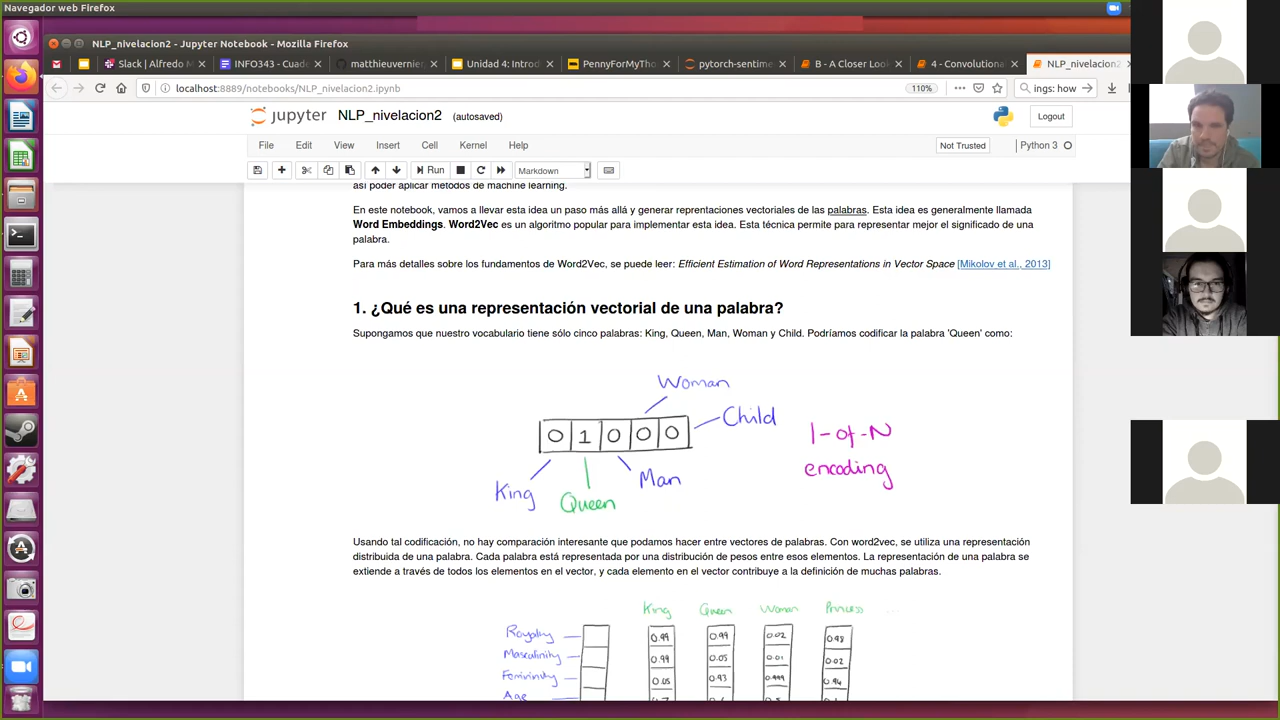 Navegador web Firefox
NLP_nivelacion2 - Jupyter Notebook - Mozilla Firefox
Slack | Alfredo M
INFO343 - Cuade
matthieuvernier
Unidad 4: Introd
PennyForMyTho
pytorch-sentime
B - A Closer Look
4 - Convolutiona
NLP_nivelacion2
localhost:8889/notebooks/NLP_nivelacion2.ipynb
110%
ings: how
jupyter NLP_nivelacion2 (autosaved)
Logout
File Edit View Insert Cell Kernel Help
Not Trusted
Python 3
Run
Markdown
así poder aplicar metodos de machine learning.
En este notebook, vamos a llevar esta idea un paso más allá y generar reprentaciones vectoriales de las palabras. Esta idea es generalmente llamada
Word Embeddings. Word2Vec es un algoritmo popular para implementar esta idea. Esta técnica permite para representar mejor el significado de una
palabra.
Para más detalles sobre los fundamentos de Word2Vec, se puede leer: Efficient Estimation of Word Representations in Vector Space [Mikolov et al., 2013]
1. ¿Qué es una representación vectorial de una palabra?
Supongamos que nuestro vocabulario tiene sólo cinco palabras: King, Queen, Man, Woman y Child. Podríamos codificar la palabra 'Queen' como:
Woman
Child
0 1 0 0 0
1-of-N
encoding
King
Queen
Man
Usando tal codificación, no hay comparación interesante que podamos hacer entre vectores de palabras. Con word2vec, se utiliza una representación
distribuida de una palabra. Cada palabra está representada por una distribución de pesos entre esos elementos. La representación de una palabra se
extiende a través de todos los elementos en el vector, y cada elemento en el vector contribuye a la definición de muchas palabras.
King Queen Woman Princess
Royalty 0.99 0.99 0.02 0.98
Masculinity 0.99 0.05 0.01 0.02
Femininity 0.05 0.93 0.999 0.94
Age